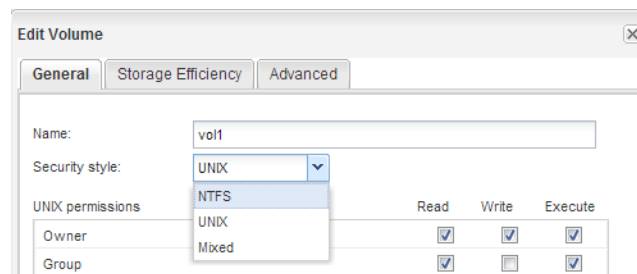 Edit Volume
General Storage Efficiency Advanced
Name: vol1
Security style: UNIX
NTFS
UNIX permissions Read Write Execute
UNIX
Owner
Mixed
Group